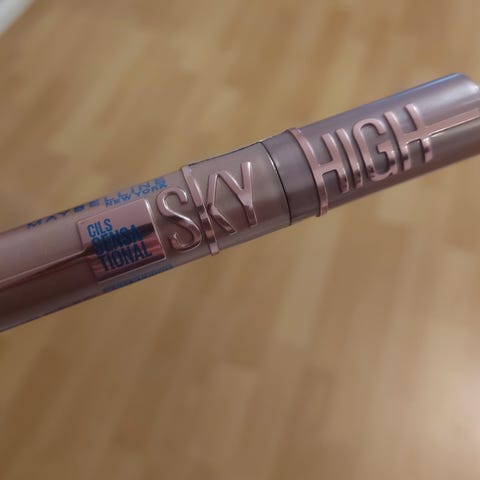 MAYBELLINE
NEW YORK
CILS
SENSA
TIONAL
SKY HIGH